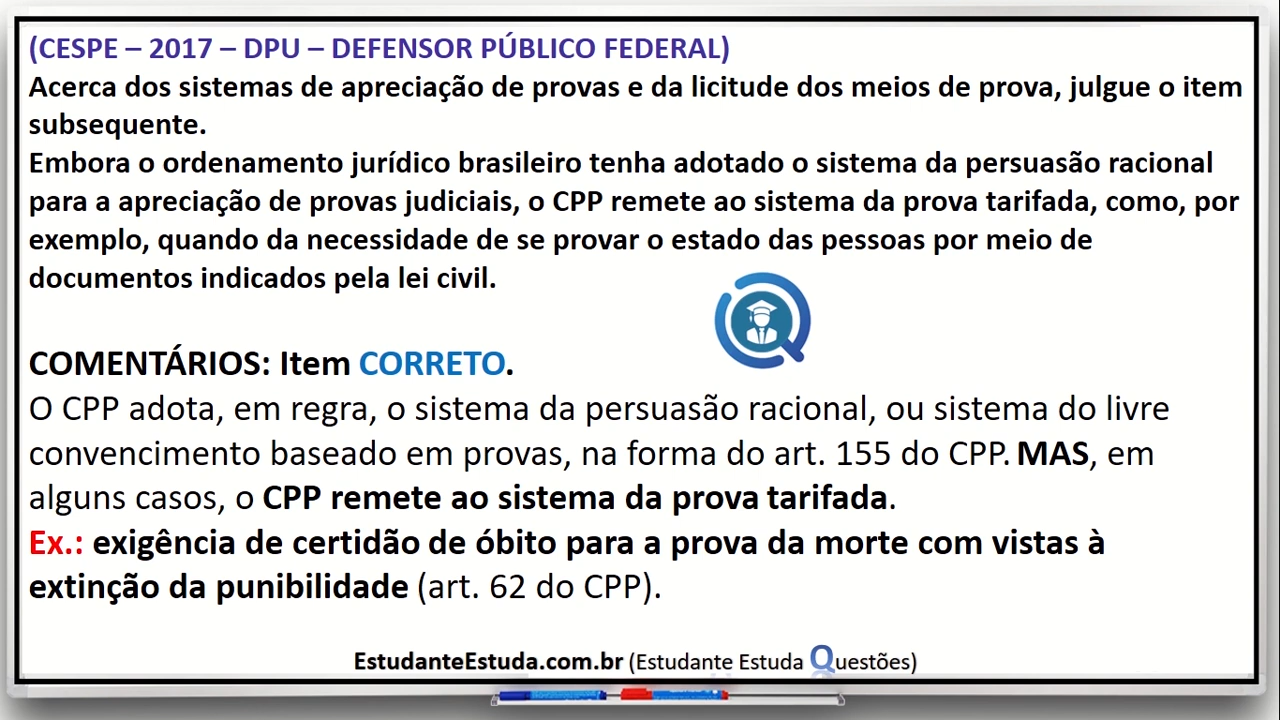 (CESPE – 2017 – DPU – DEFENSOR PÚBLICO FEDERAL)
Acerca dos sistemas de apreciação de provas e da licitude dos meios de prova, julgue o item
subsequente.
Embora o ordenamento jurídico brasileiro tenha adotado o sistema da persuasão racional
para a apreciação de provas judiciais, o CPP remete ao sistema da prova tarifada, como, por
exemplo, quando da necessidade de se provar o estado das pessoas por meio de
documentos indicados pela lei civil.
COMENTÁRIOS: Item CORRETO.
O CPP adota, em regra, o sistema da persuasão racional, ou sistema do livre
convencimento baseado em provas, na forma do art. 155 do CPP. MAS, em
alguns casos, o CPP remete ao sistema da prova tarifada.
Ex.: exigência de certidão de óbito para a prova da morte com vistas à
extinção da punibilidade (art. 62 do CPP).
EstudanteEstuda.com.br (Estudante Estuda Questões)